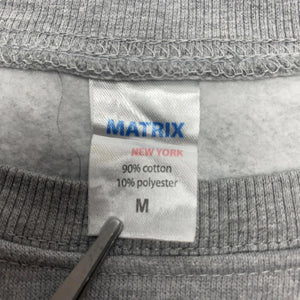 MATRIX
NEW YORK
90% cotton
10% polyester
M